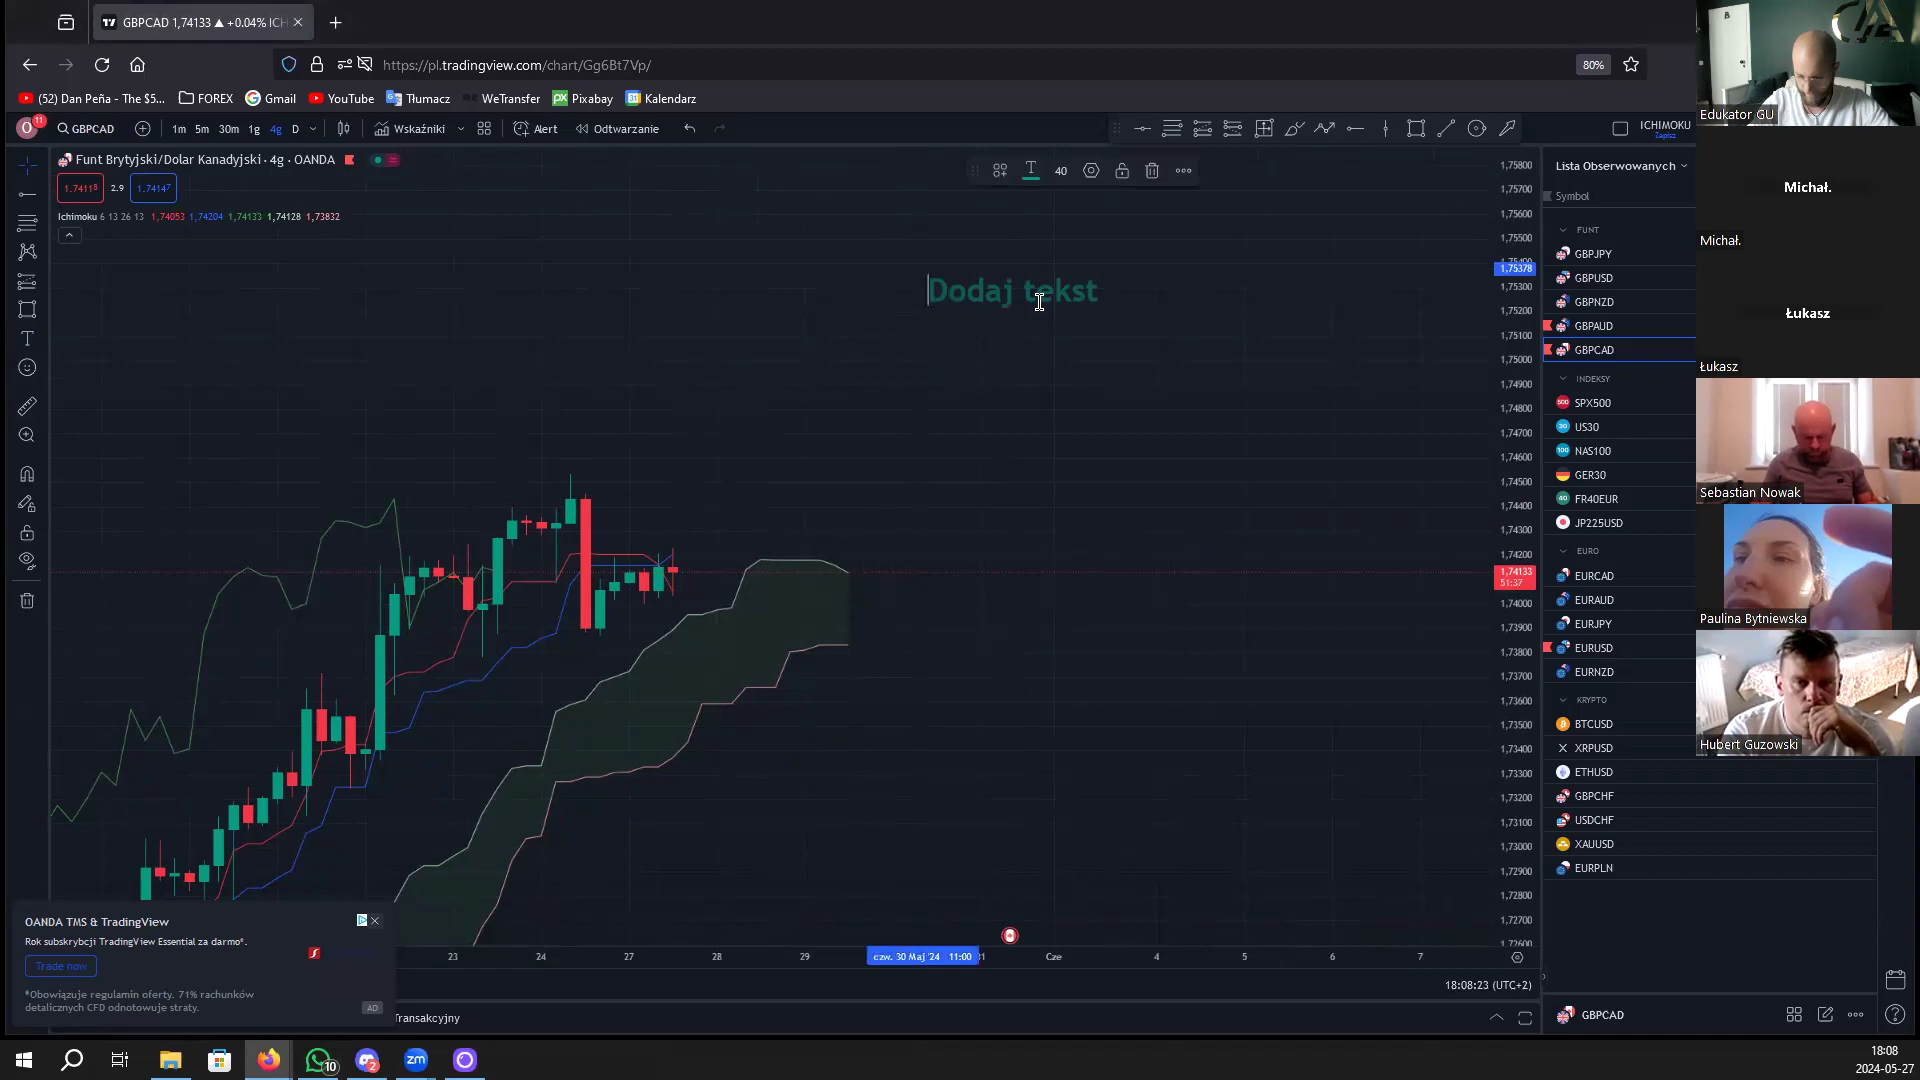 GBPCAD 1,74133 ▲ +0.04% ICH
https://pl.tradingview.com/chart/Gg6Bt7Vp/
80%
(52) Dan Peña - The $5...
FOREX
Gmail
YouTube
Tłumacz
WeTransfer
Pixabay
Kalendarz
O
11
GBPCAD
1m 5m 30m 1g 4g D
Wskaźniki
Alert
Odtwarzanie
ICHIMOKU
Zapisz
Funt Brytyjski/Dolar Kanadyjski · 4g · OANDA
1.74118
2.9
1.74147
Ichimoku 6 13 26 13 1,74053 1,74204 1,74133 1,74128 1,73832
40
Dodaj tekst
1,75800
1,75700
1,75600
1,75500
1,75400
1,75378
1,75300
1,75200
1,75100
1,75000
1,74900
1,74800
1,74700
1,74600
1,74500
1,74400
1,74300
1,74200
1,74133
51:37
1,74000
1,73900
1,73800
1,73700
1,73600
1,73500
1,73400
1,73300
1,73200
1,73100
1,73000
1,72900
1,72800
1,72700
1,72600
23 24 27 28 29 czw. 30 Maj '24 11:00 Cze 4 5 6 7
18:08:23 (UTC+2)
Transakcyjny
OANDA TMS & TradingView
Rok subskrybcji TradingView Essential za darmo*.
Trade now
*Obowiązuje regulamin oferty. 71% rachunków
detalicznych CFD odnotowuje straty.
AD
Lista Obserwowanych
Symbol
FUNT
GBPJPY
GBPUSD
GBPNZD
GBPAUD
GBPCAD
INDEKSY
SPX500
US30
NAS100
GER30
FR40EUR
JP225USD
EURO
EURCAD
EURAUD
EURJPY
EURUSD
EURNZD
KRYPTO
BTCUSD
XRPUSD
ETHUSD
GBPCHF
USDCHF
XAUUSD
EURPLN
GBPCAD
Edukator GU
Michał.
Michał.
Łukasz
Łukasz
Sebastian Nowak
Paulina Bytniewska
Hubert Guzowski
10
2
zm
18:08
2024-05-27